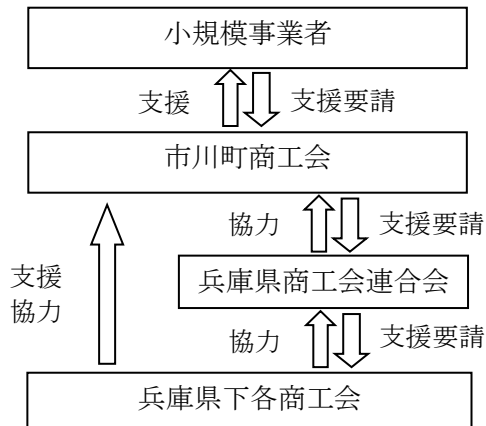 小規模事業者
支援
支援要請
市川町商工会
協力
支援要請
支援
協力
兵庫県商工会連合会
協力
支援要請
兵庫県下各商工会